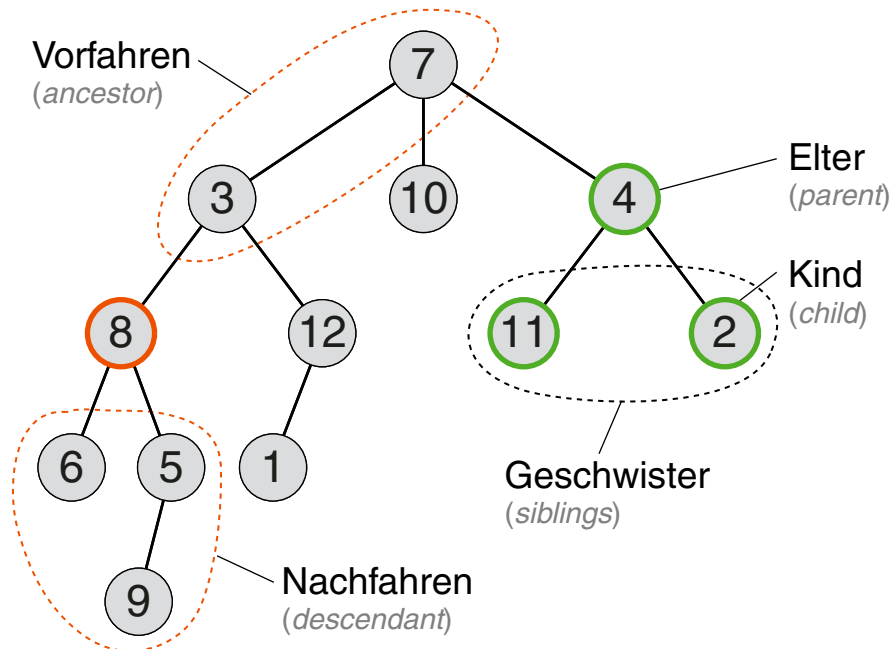 Vorfahren
(ancestor)
7
3
10
4
Elter
(parent)
Kind
(child)
8
12
11
2
6
5
1
Geschwister
(siblings)
9
Nachfahren
(descendant)